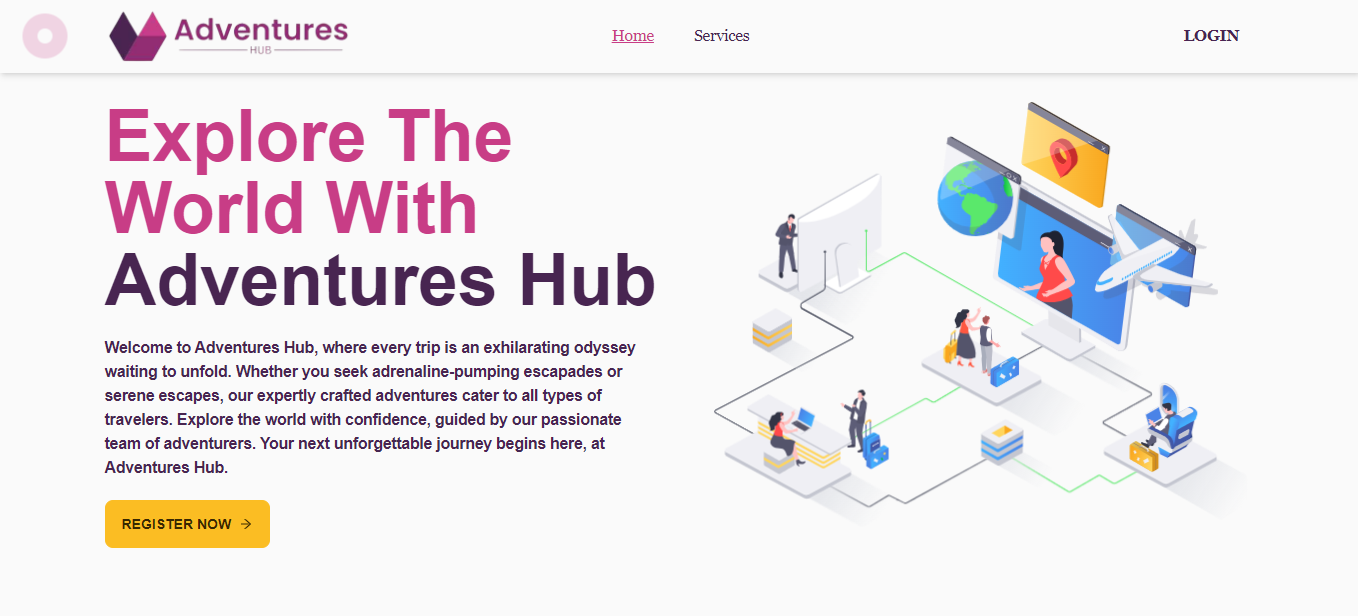 Adventures
HUB
Home
Services
LOGIN
Explore The
World With
Adventures Hub
Welcome to Adventures Hub, where every trip is an exhilarating odyssey
waiting to unfold. Whether you seek adrenaline-pumping escapades or
serene escapes, our expertly crafted adventures cater to all types of
travelers. Explore the world with confidence, guided by our passionate
team of adventurers. Your next unforgettable journey begins here, at
Adventures Hub.
REGISTER NOW →